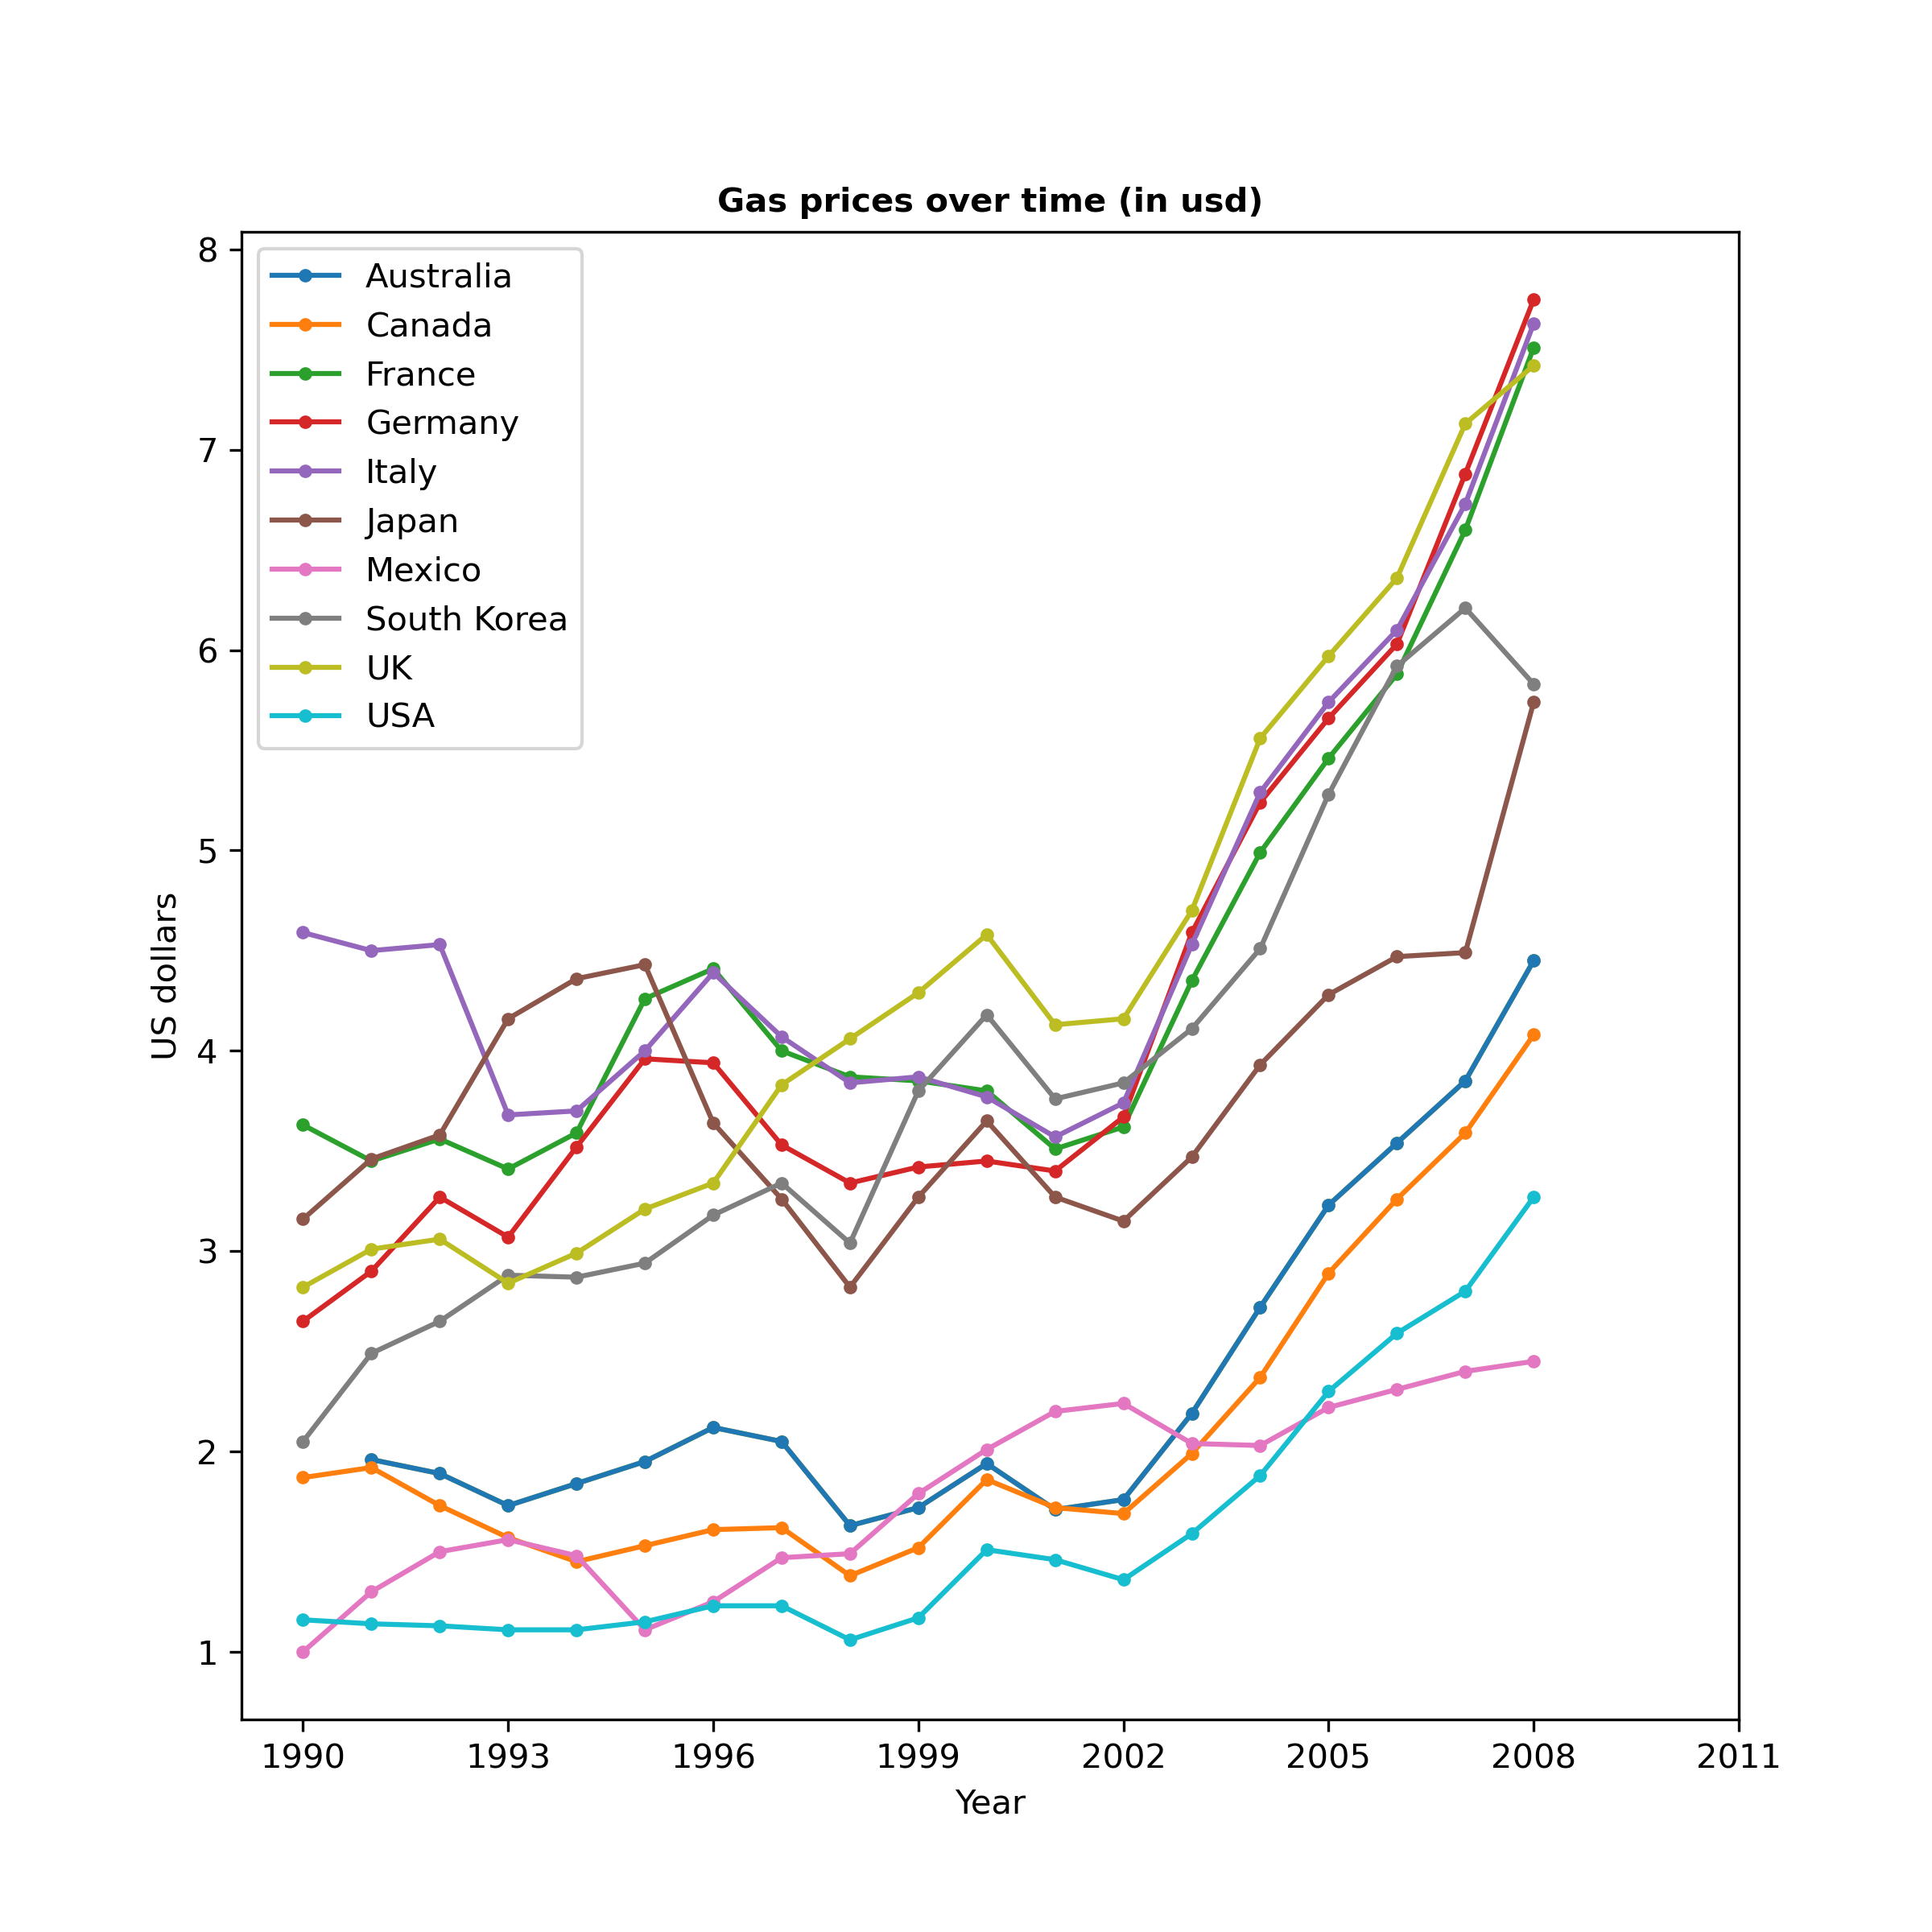 Gas prices over time (in usd)
8
7
6
5
4
3
2
1
US dollars
Australia
Canada
France
Germany
Italy
Japan
Mexico
South Korea
UK
USA
1990 1993 1996 1999 2002 2005 2008 2011
Year